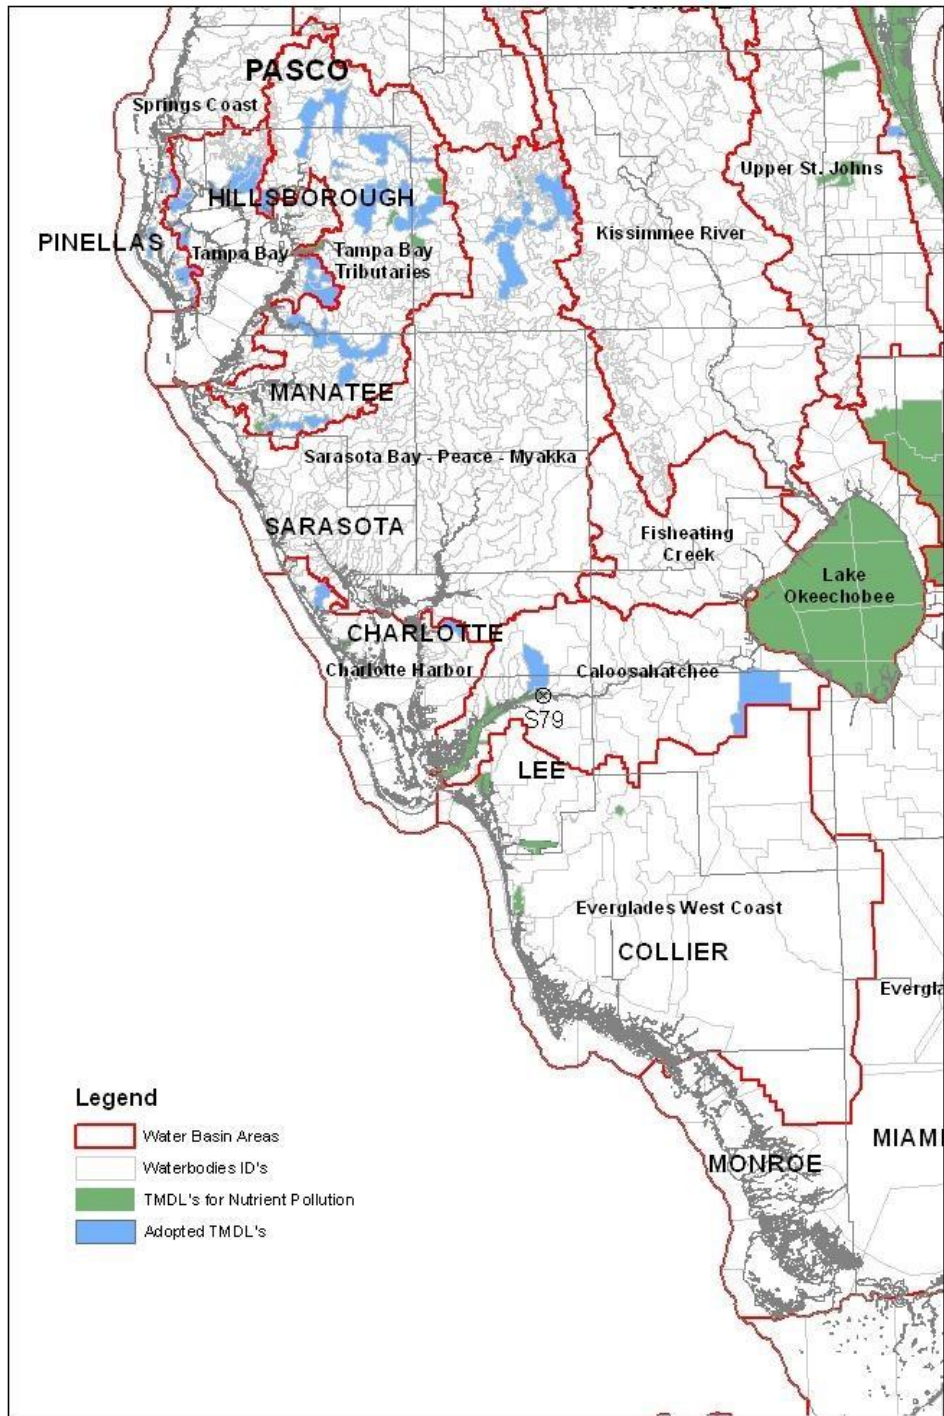 PASCO
Springs Coast
Upper St. Johns
HILLSBOROUGH
Kissimmee River
PINELLAS
Tampa Bay
Tampa Bay
Tributaries
MANATEE
Sarasota Bay - Peace - Myakka
SARASOTA
Fisheating
Creek
Lake
Okeechobee
CHARLOTTE
Charlotte Harbor
Caloosahatchee
S79
LEE
Everglades West Coast
COLLIER
Evergla
Legend
Water Basin Areas
Waterbodies ID's
TMDL's for Nutrient Pollution
Adopted TMDL's
MIAMI
MONROE